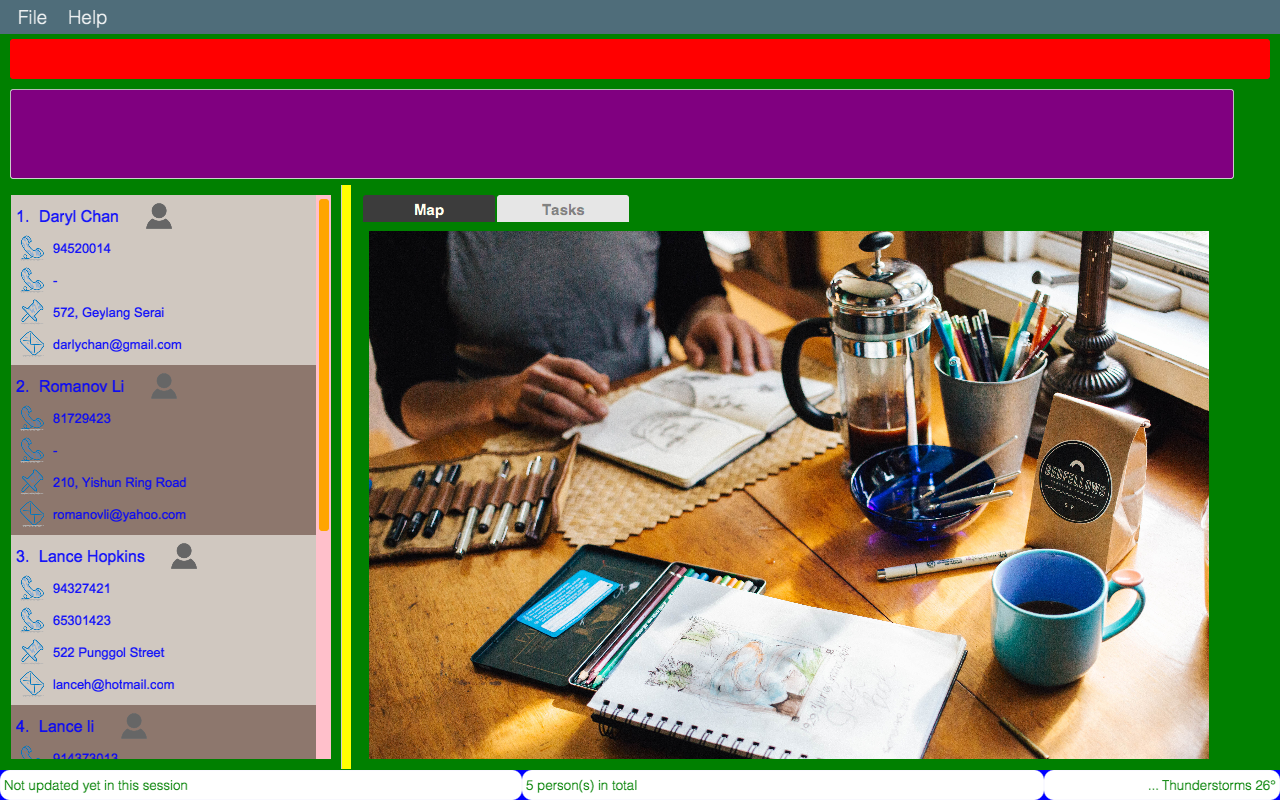 File Help
Map Tasks
1. Daryl Chan
94520014
-
572, Geylang Serai
darlychan@gmail.com
2. Romanov Li
81729423
-
210, Yishun Ring Road
romanovli@yahoo.com
3. Lance Hopkins
94327421
65301423
522 Punggol Street
lanceh@hotmail.com
4. Lance li
914373013
BEDFELLOWS
Not updated yet in this session
5 person(s) in total
... Thunderstorms 26°